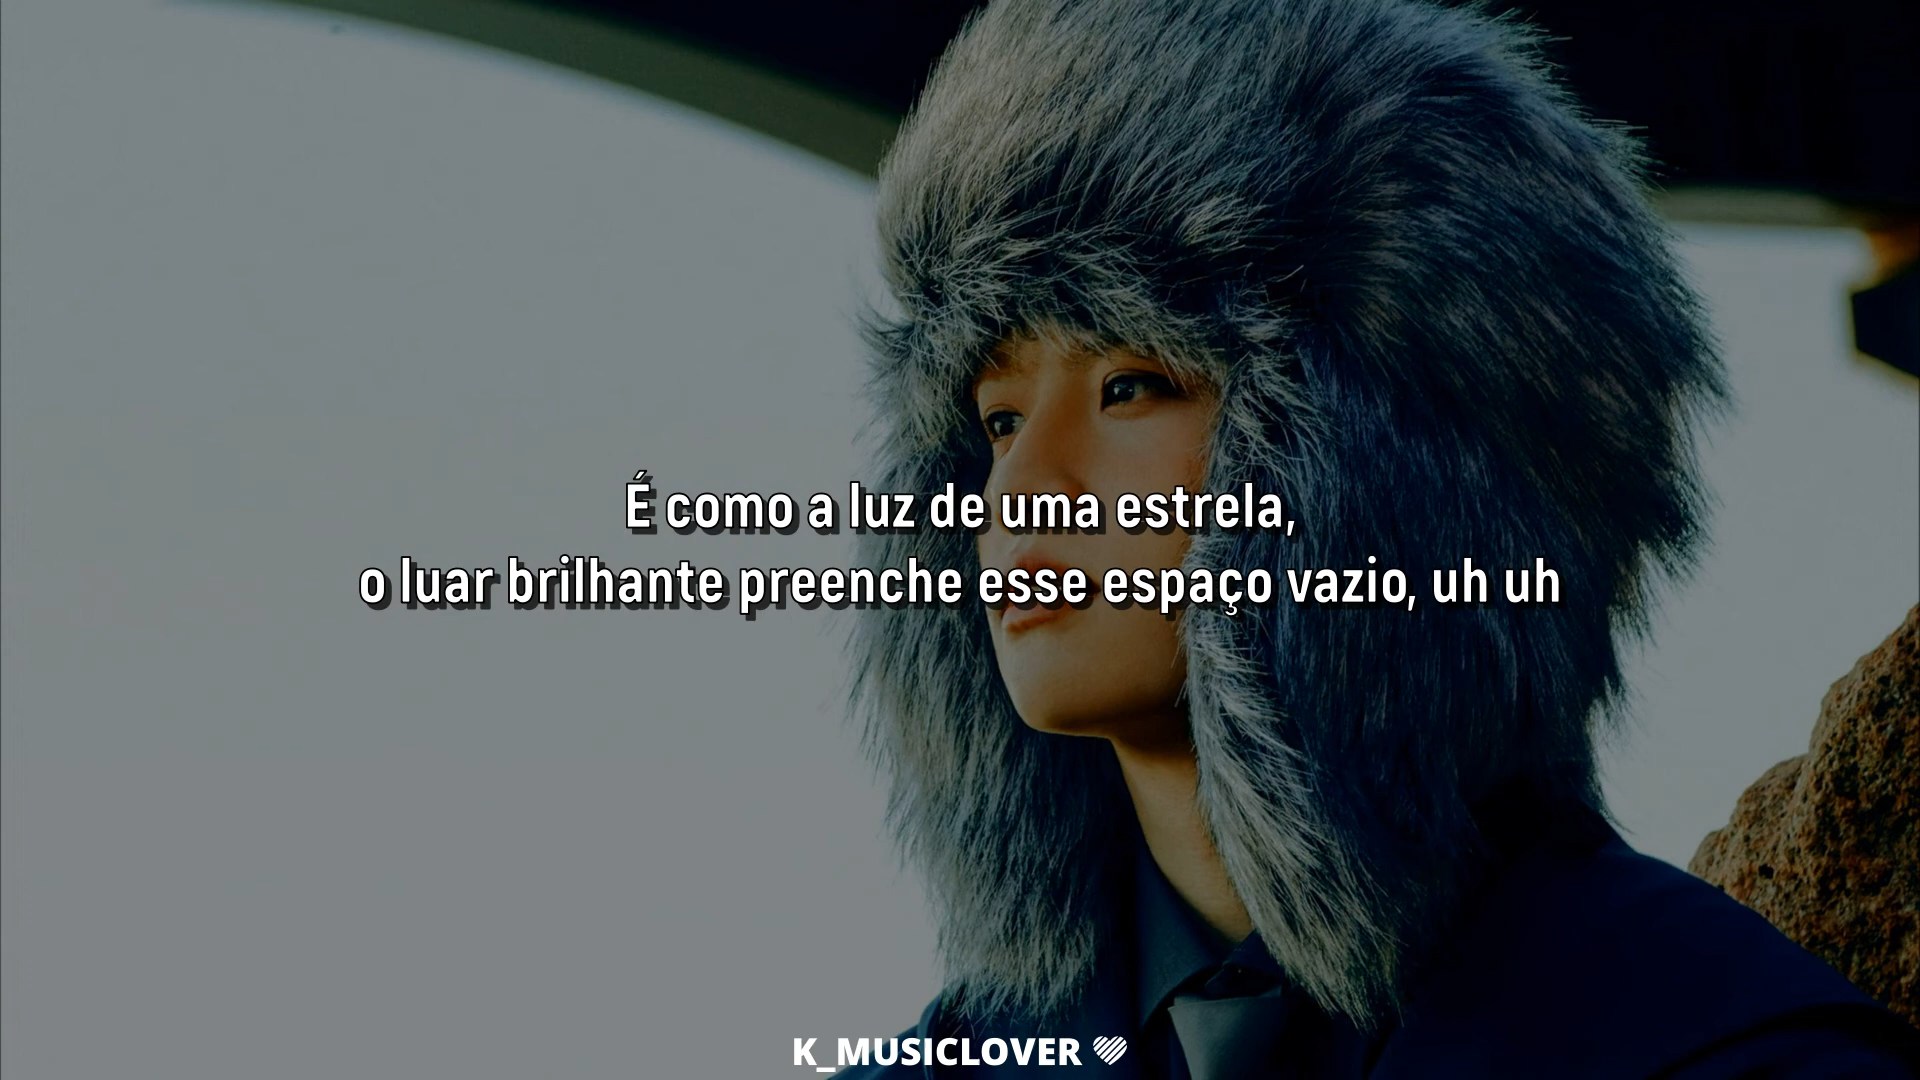 É como a luz de uma estrela,
o luar brilhante preenche esse espaço vazio, uh uh
K_MUSICLOVER